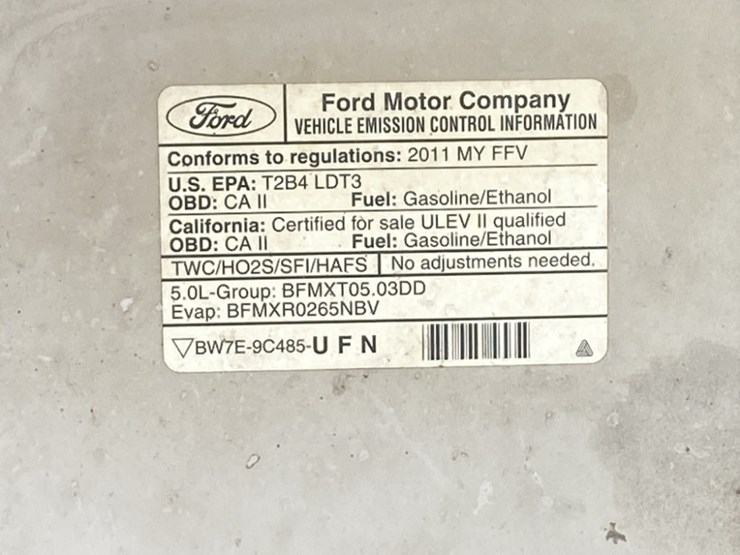 Ford
Ford Motor Company
VEHICLE EMISSION CONTROL INFORMATION
Conforms to regulations: 2011 MY FFV
U.S. EPA: T2B4 LDT3
OBD: CA II Fuel: Gasoline/Ethanol
California: Certified for sale ULEV II qualified
OBD: CA II Fuel: Gasoline/Ethanol
TWC/HO2S/SFI/HAFS No adjustments needed.
5.0L-Group: BFMXT05.03DD
Evap: BFMXR0265NBV
▽BW7E-9C485-U F N